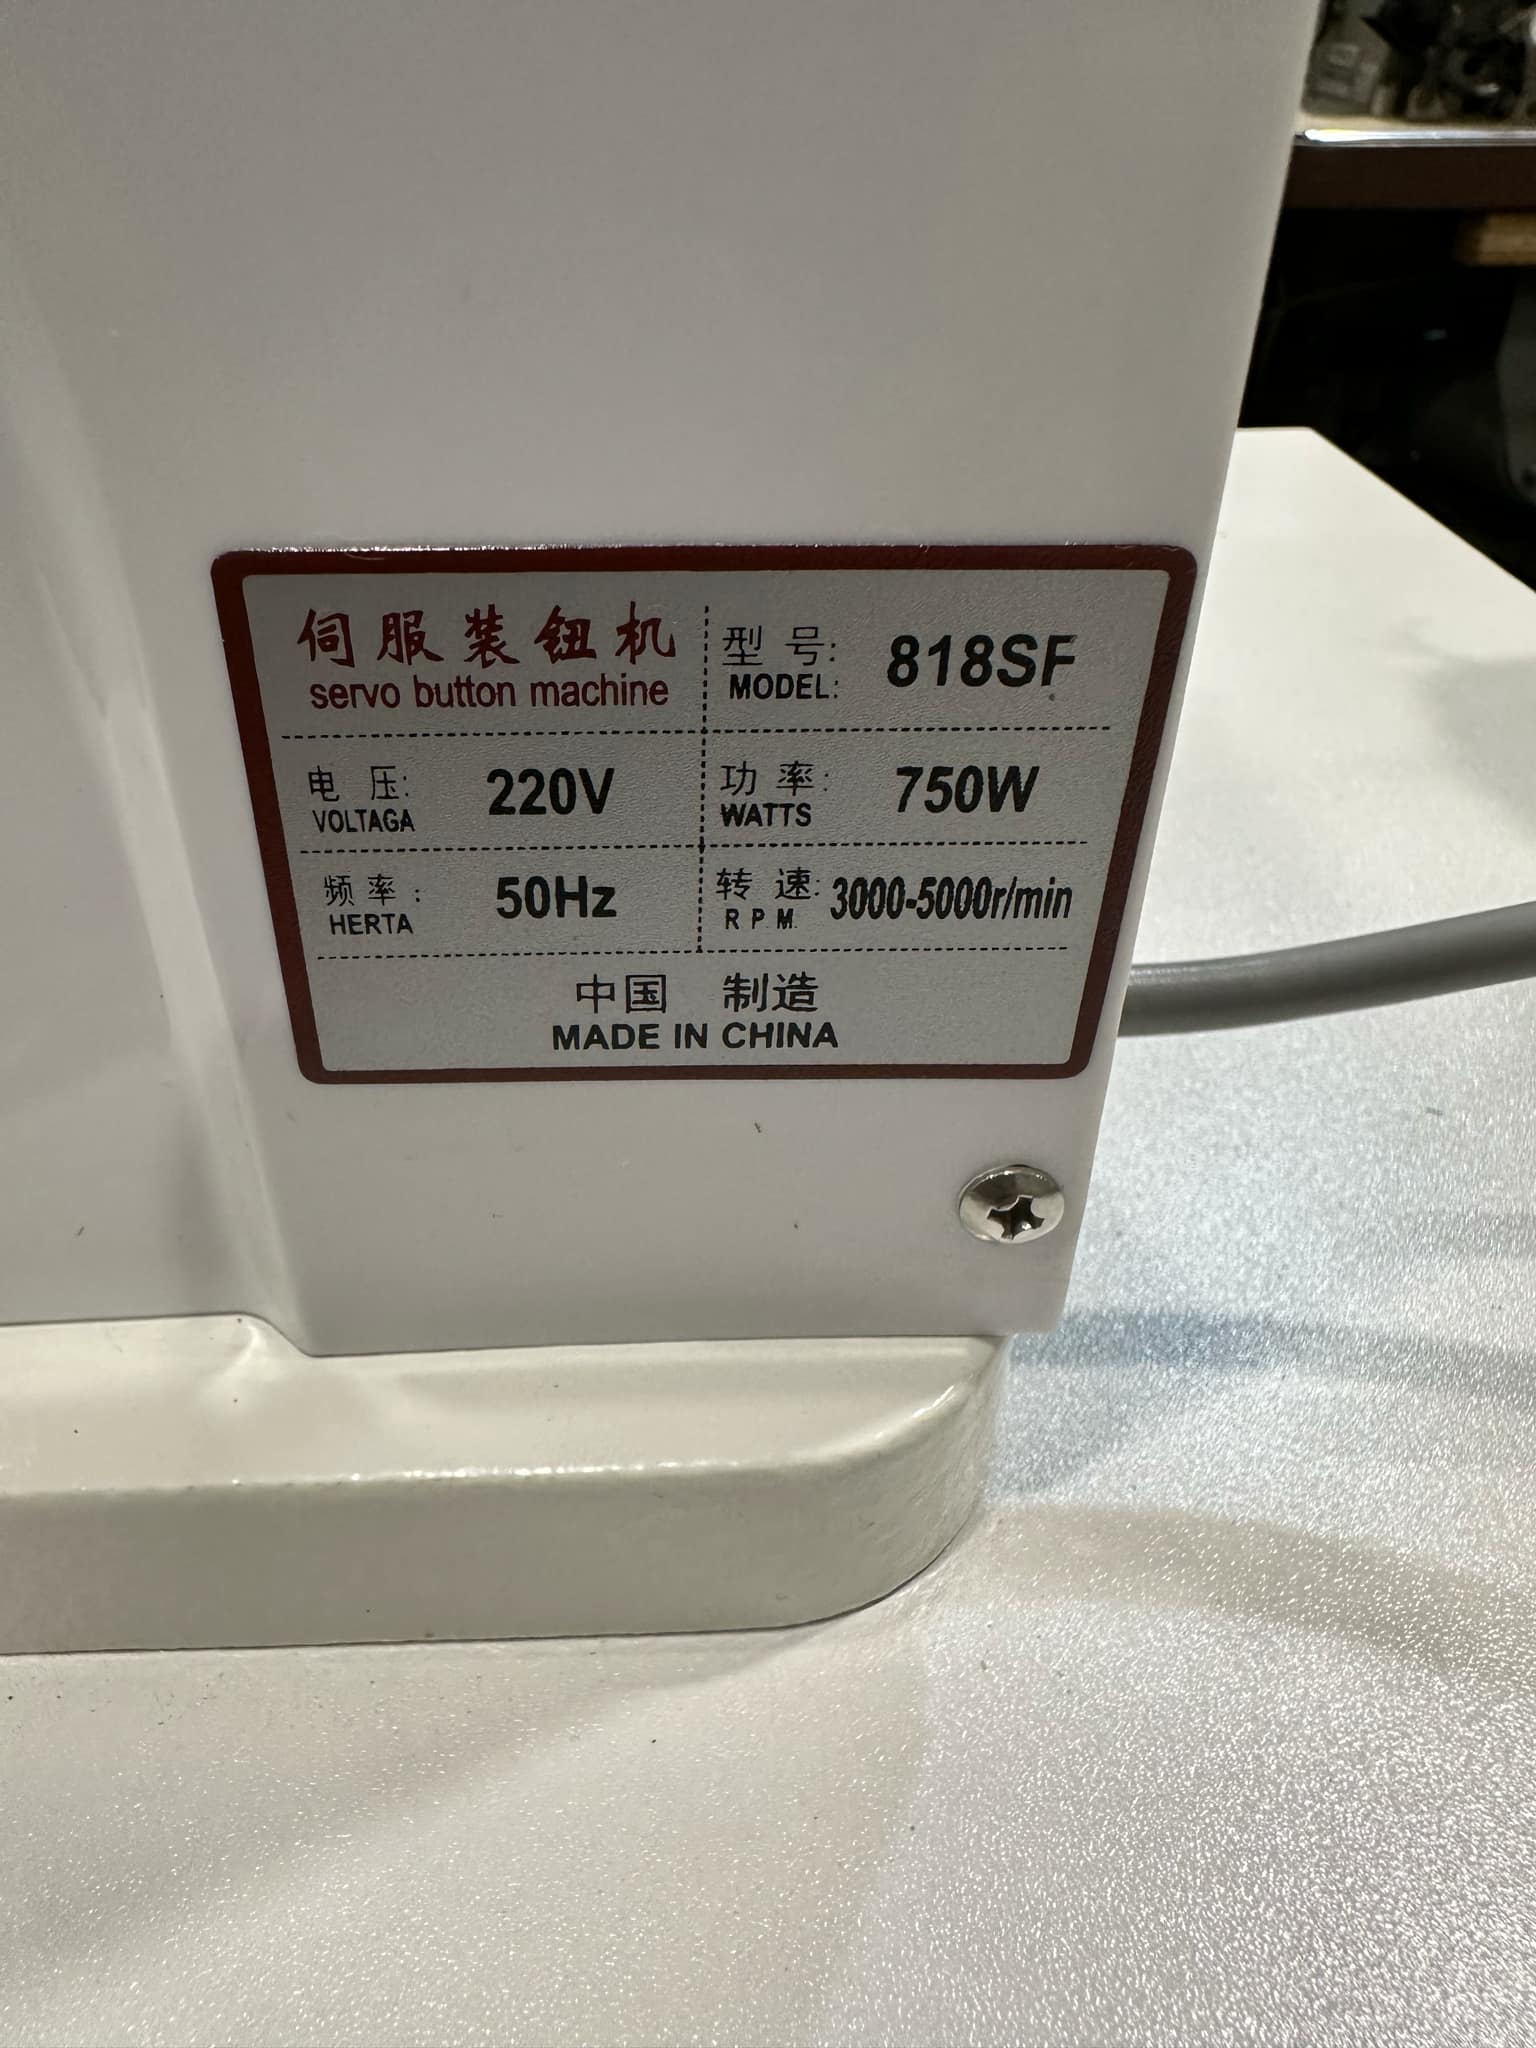 伺服装钮机
servo button machine
型 号:
MODEL: 818SF
电 压:
VOLTAGA 220V
功 率:
WATTS 750W
频 率:
HERTA 50Hz
转 速:
R P M. 3000-5000r/min
中国 制造
MADE IN CHINA